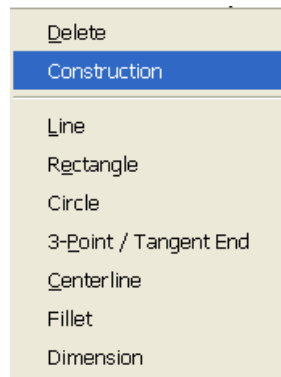 Delete
Construction
Line
Rectangle
Circle
3-Point / Tangent End
Centerline
Fillet
Dimension